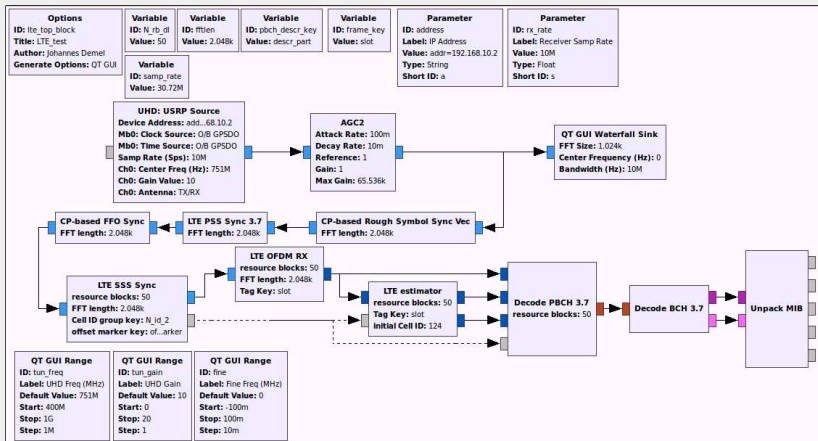 Options
ID: lte_top_block
Title: LTE_test
Author: Johannes Demel
Generate Options: QT GUI
Variable
ID: N_rb_dl
Value: 50
Variable
ID: fftlen
Value: 2.048k
Variable
ID: pbch_descr_key
Value: descr_part
Variable
ID: frame_key
Value: slot
Parameter
ID: address
Label: IP Address
Value: addr=192.168.10.2
Type: String
Short ID: a
Parameter
ID: rx_rate
Label: Receiver Samp Rate
Value: 10M
Type: Float
Short ID: s
Variable
ID: samp_rate
Value: 30.72M
UHD: USRP Source
Device Address: add...68.10.2
Mb0: Clock Source: O/B GPSDO
Mb0: Time Source: O/B GPSDO
Samp Rate (Sps): 10M
Ch0: Center Freq (Hz): 751M
Ch0: Gain Value: 10
Ch0: Antenna: TX/RX
AGC2
Attack Rate: 100m
Decay Rate: 10m
Reference: 1
Gain: 1
Max Gain: 65.536k
QT GUI Waterfall Sink
FFT Size: 1.024k
Center Frequency (Hz): 0
Bandwidth (Hz): 10M
CP-based FFO Sync
FFT length: 2.048k
LTE PSS Sync 3.7
FFT length: 2.048k
CP-based Rough Symbol Sync Vec
FFT length: 2.048k
LTE SSS Sync
resource blocks: 50
FFT length: 2.048k
Cell ID group key: N_id_2
offset marker key: of...arker
LTE OFDM RX
resource blocks: 50
FFT length: 2.048k
Tag Key: slot
LTE estimator
resource blocks: 50
Tag Key: slot
initial Cell ID: 124
Decode PBCH 3.7
resource blocks: 50
Decode BCH 3.7
Unpack MIB
QT GUI Range
ID: tun_freq
Label: UHD Freq (MHz)
Default Value: 751M
Start: 400M
Stop: 1G
Step: 1M
QT GUI Range
ID: tun_gain
Label: UHD Gain
Default Value: 10
Start: 0
Stop: 20
Step: 1
QT GUI Range
ID: fine
Label: Fine Freq (MHz)
Default Value: 0
Start: -100m
Stop: 100m
Step: 10m